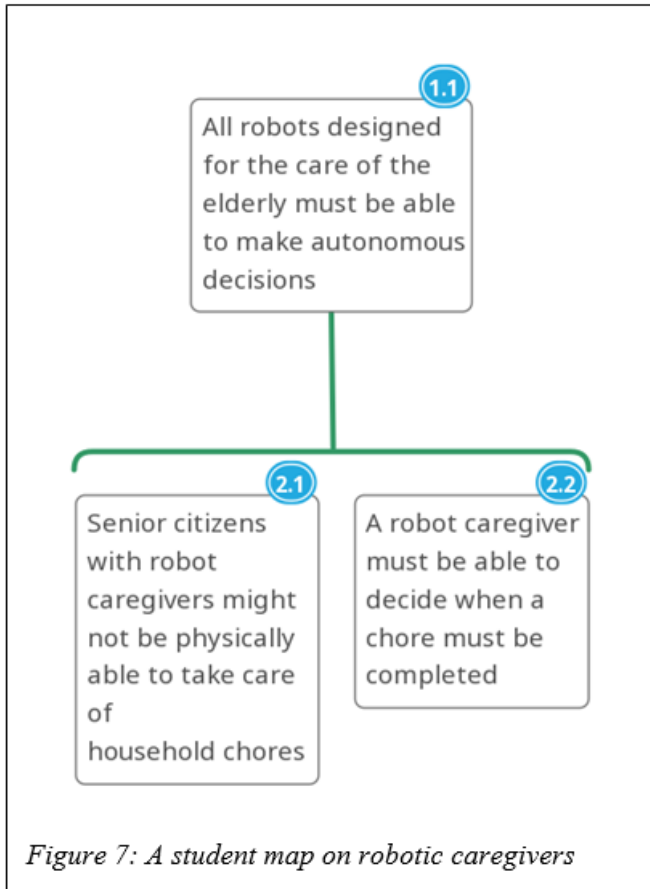 1.1
All robots designed
for the care of the
elderly must be able
to make autonomous
decisions
2.1
Senior citizens
with robot
caregivers might
not be physically
able to take care
of
household chores
2.2
A robot caregiver
must be able to
decide when a
chore must be
completed
Figure 7: A student map on robotic caregivers